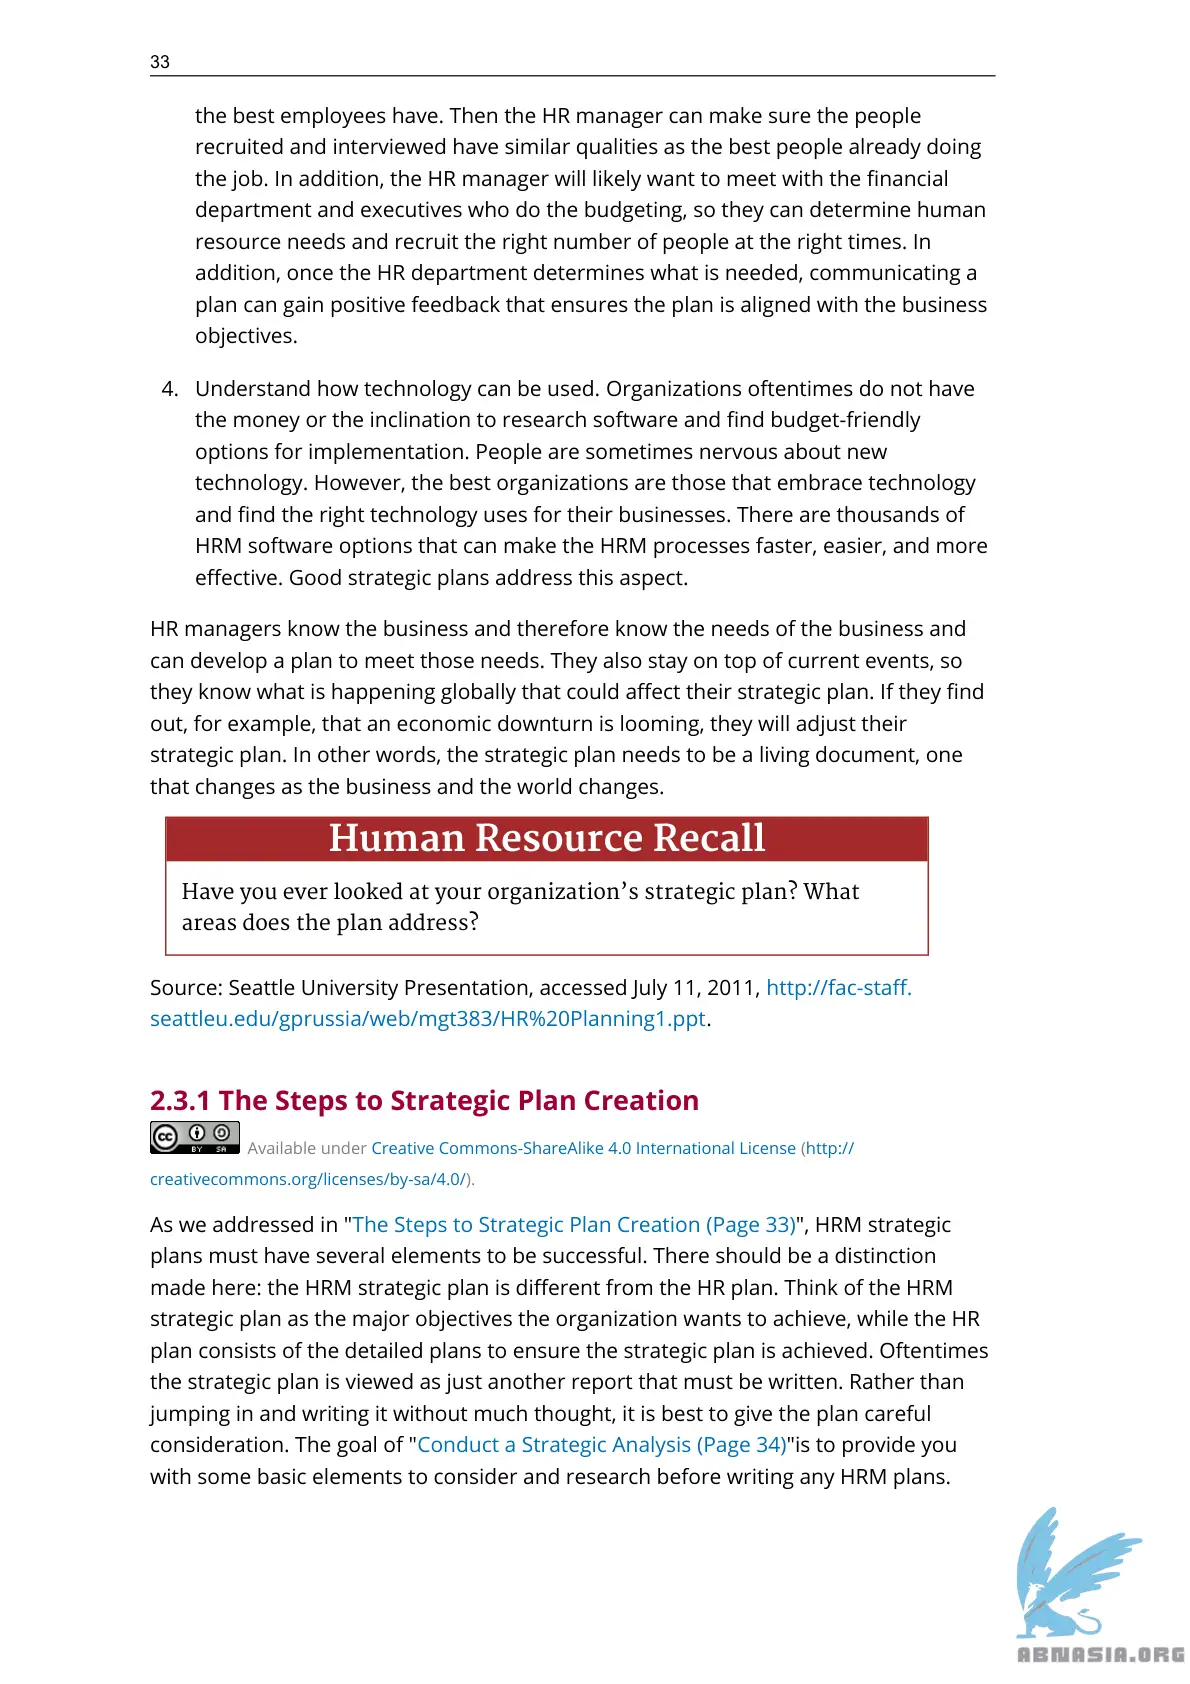 33
the best employees have. Then the HR manager can make sure the people
recruited and interviewed have similar qualities as the best people already doing
the job. In addition, the HR manager will likely want to meet with the financial
department and executives who do the budgeting, so they can determine human
resource needs and recruit the right number of people at the right times. In
addition, once the HR department determines what is needed, communicating a
plan can gain positive feedback that ensures the plan is aligned with the business
objectives.
4. Understand how technology can be used. Organizations oftentimes do not have
the money or the inclination to research software and find budget-friendly
options for implementation. People are sometimes nervous about new
technology. However, the best organizations are those that embrace technology
and find the right technology uses for their businesses. There are thousands of
HRM software options that can make the HRM processes faster, easier, and more
effective. Good strategic plans address this aspect.
HR managers know the business and therefore know the needs of the business and
can develop a plan to meet those needs. They also stay on top of current events, so
they know what is happening globally that could affect their strategic plan. If they find
out, for example, that an economic downturn is looming, they will adjust their
strategic plan. In other words, the strategic plan needs to be a living document, one
that changes as the business and the world changes.
Human Resource Recall
Have you ever looked at your organization’s strategic plan? What
areas does the plan address?
Source: Seattle University Presentation, accessed July 11, 2011, http://fac-staff.
seattleu.edu/gprussia/web/mgt383/HR%20Planning1.ppt.
2.3.1 The Steps to Strategic Plan Creation
cc BY SA Available under Creative Commons-ShareAlike 4.0 International License (http://
creativecommons.org/licenses/by-sa/4.0/).
As we addressed in "The Steps to Strategic Plan Creation (Page 33)", HRM strategic
plans must have several elements to be successful. There should be a distinction
made here: the HRM strategic plan is different from the HR plan. Think of the HRM
strategic plan as the major objectives the organization wants to achieve, while the HR
plan consists of the detailed plans to ensure the strategic plan is achieved. Oftentimes
the strategic plan is viewed as just another report that must be written. Rather than
jumping in and writing it without much thought, it is best to give the plan careful
consideration. The goal of "Conduct a Strategic Analysis (Page 34)"is to provide you
with some basic elements to consider and research before writing any HRM plans.
ABNASIA.ORG